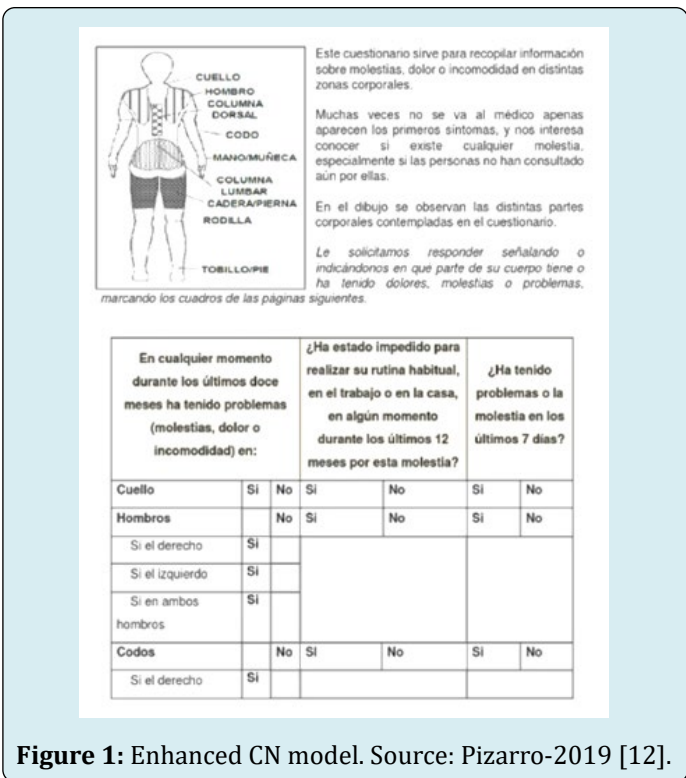 CUELLO
HOMBRO
COLUMNA
DORSAL
CODO
MANO/MUÑECA
COLUMNA
LUMBAR
CADERA/PIERNA
RODILLA
TOBILLO/PIE
Este cuestionario sirve para recopilar información
sobre molestias, dolor o incomodidad en distintas
zonas corporales.
Muchas veces no se va al médico apenas
aparecen los primeros síntomas, y nos interesa
conocer si existe cualquier molestia,
especialmente si las personas no han consultado
aún por ellas.
En el dibujo se observan las distintas partes
corporales contempladas en el cuestionario.
Le solicitamos responder señalando o
indicándonos en qué parte de su cuerpo tiene o
ha tenido dolores, molestias o problemas,
marcando los cuadros de las páginas siguientes.
En cualquier momento
durante los últimos doce
meses ha tenido problemas
(molestias, dolor o
incomodidad) en:
¿Ha estado impedido para
realizar su rutina habitual,
en el trabajo o en la casa,
en algún momento
durante los últimos 12
meses por esta molestia?
¿Ha tenido
problemas o la
molestia en los
últimos 7 días?
Cuello Si No Si No Si No
Hombros No Si No Si No
Si el derecho Si
Si el izquierdo Si
Si en ambos Si
hombros
Codos No SI No Si No
Si el derecho Si
Figure 1: Enhanced CN model. Source: Pizarro-2019 [12].